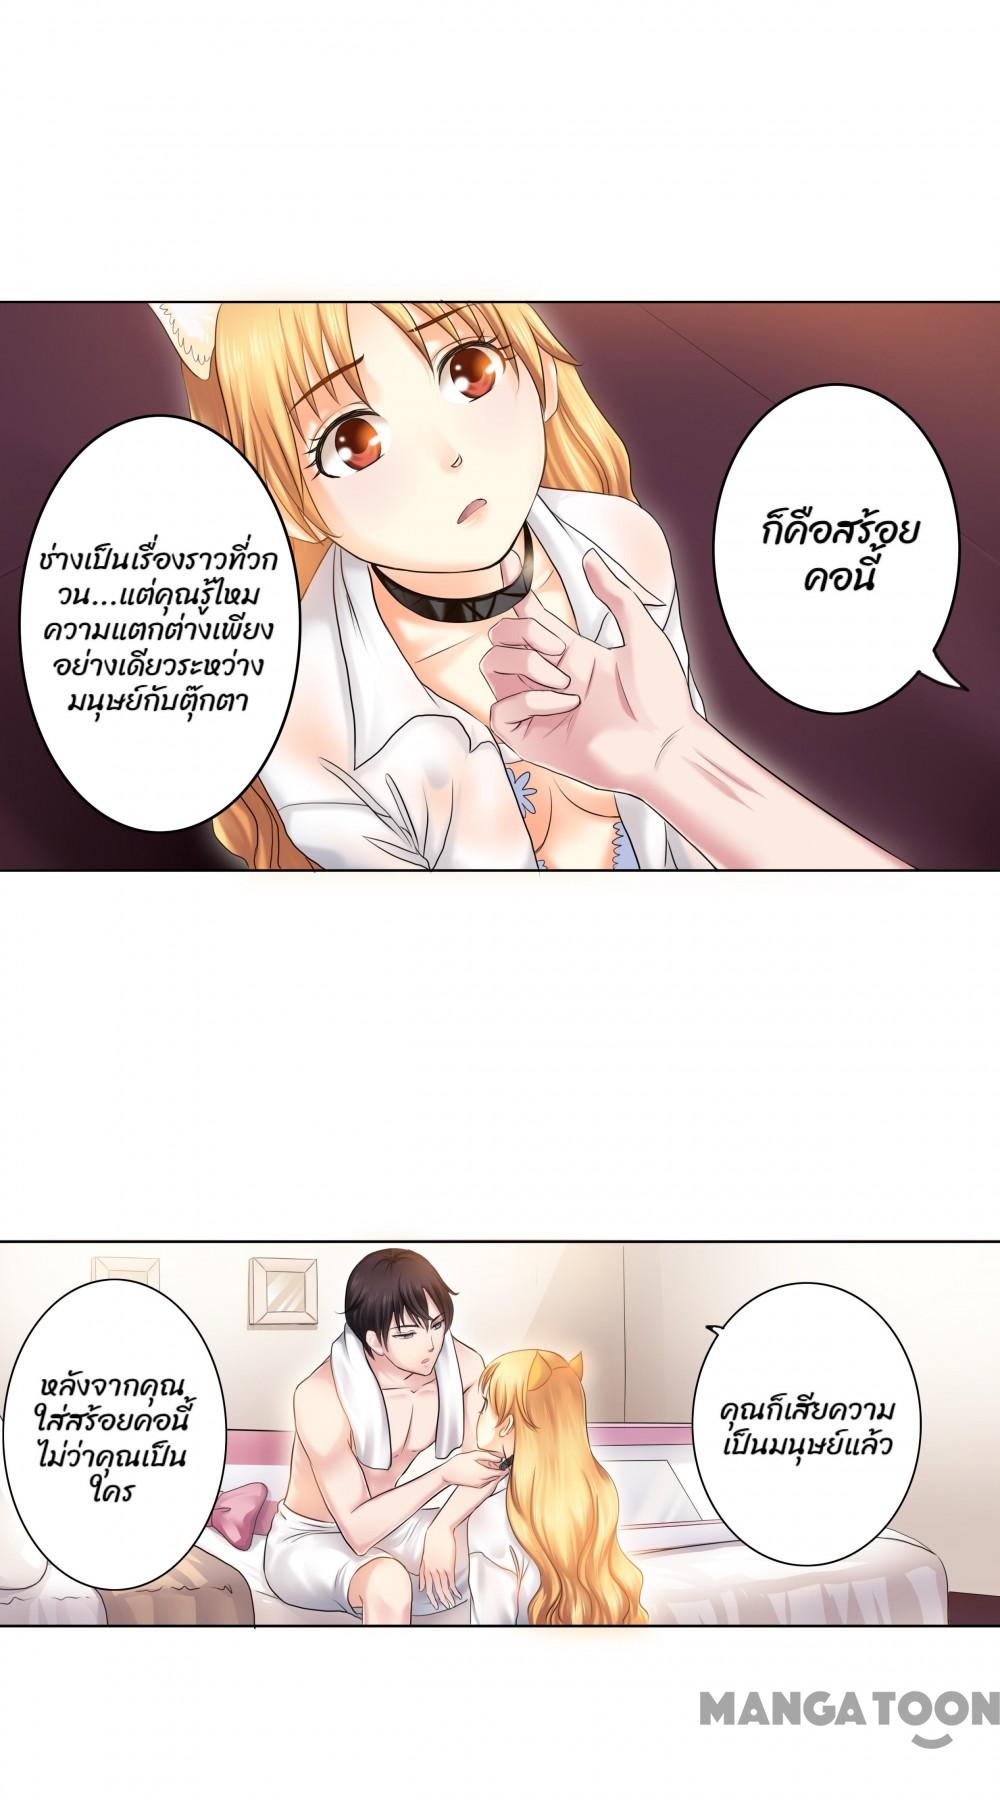 ช่างเป็นเรื่องราวที่วก
วน...แต่คุณรู้ไหม
ความแตกต่างเพียง
อย่างเดียวระหว่าง
มนุษย์กับตุ๊กตา
ก็คือสร้อย
คอนี้
หลังจากคุณ
ใส่สร้อยคอนี้
ไม่ว่าคุณเป็น
ใคร
คุณก็เสียความ
เป็นมนุษย์แล้ว
MANGATOON